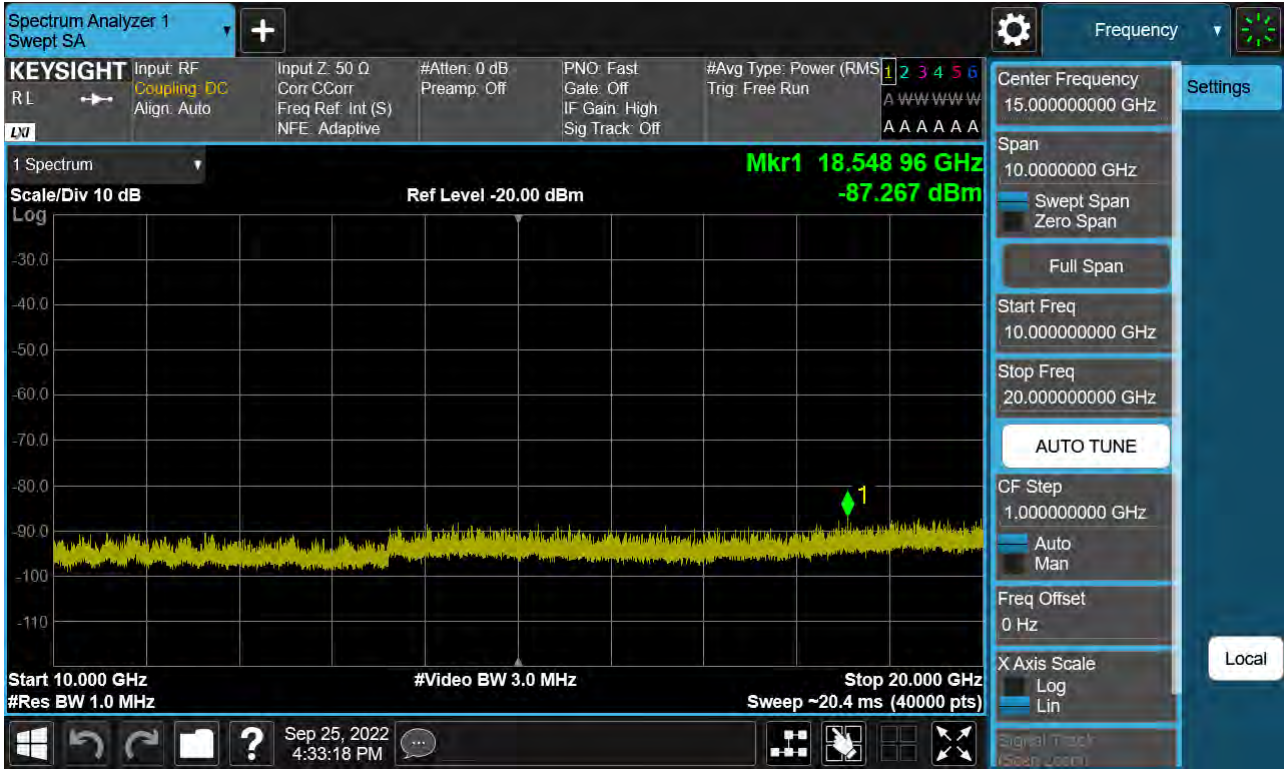 Spectrum Analyzer 1
Swept SA
+
Frequency
KEYSIGHT
RL
LXI
Input: RF
Coupling: DC
Align: Auto
Input Z: 50 Ω
Corr CCorr
Freq Ref: Int (S)
NFE: Adaptive
#Atten: 0 dB
Preamp: Off
PNO: Fast
Gate: Off
IF Gain: High
Sig Track: Off
#Avg Type: Power (RMS
Trig: Free Run
1 2 3 4 5 6
A W W W W W
A A A A A A
1 Spectrum
Scale/Div 10 dB
Log
Ref Level -20.00 dBm
Mkr1 18.548 96 GHz
-87.267 dBm
-30.0
-40.0
-50.0
-60.0
-70.0
-80.0
-90.0
-100
-110
1
Start 10.000 GHz
#Res BW 1.0 MHz
#Video BW 3.0 MHz
Stop 20.000 GHz
Sweep ~20.4 ms (40000 pts)
Center Frequency
15.000000000 GHz
Span
10.0000000 GHz
Swept Span
Zero Span
Full Span
Start Freq
10.000000000 GHz
Stop Freq
20.000000000 GHz
AUTO TUNE
CF Step
1.000000000 GHz
Auto
Man
Freq Offset
0 Hz
X Axis Scale
Log
Lin
Signal Track
(Span Zoom)
Settings
Local
?
Sep 25, 2022
4:33:18 PM